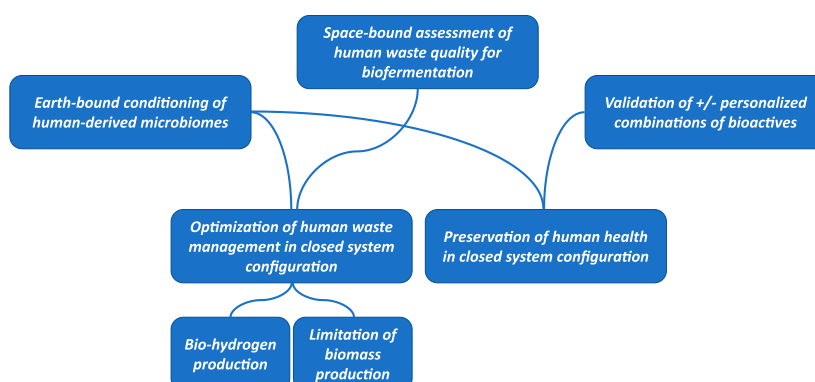 Space-bound assessment of
human waste quality for
biofermentation
Earth-bound conditioning of
human-derived microbiomes
Validation of +/- personalized
combinations of bioactives
Optimization of human waste
management in closed system
configuration
Preservation of human health
in closed system configuration
Bio-hydrogen
production
Limitation of
biomass
production